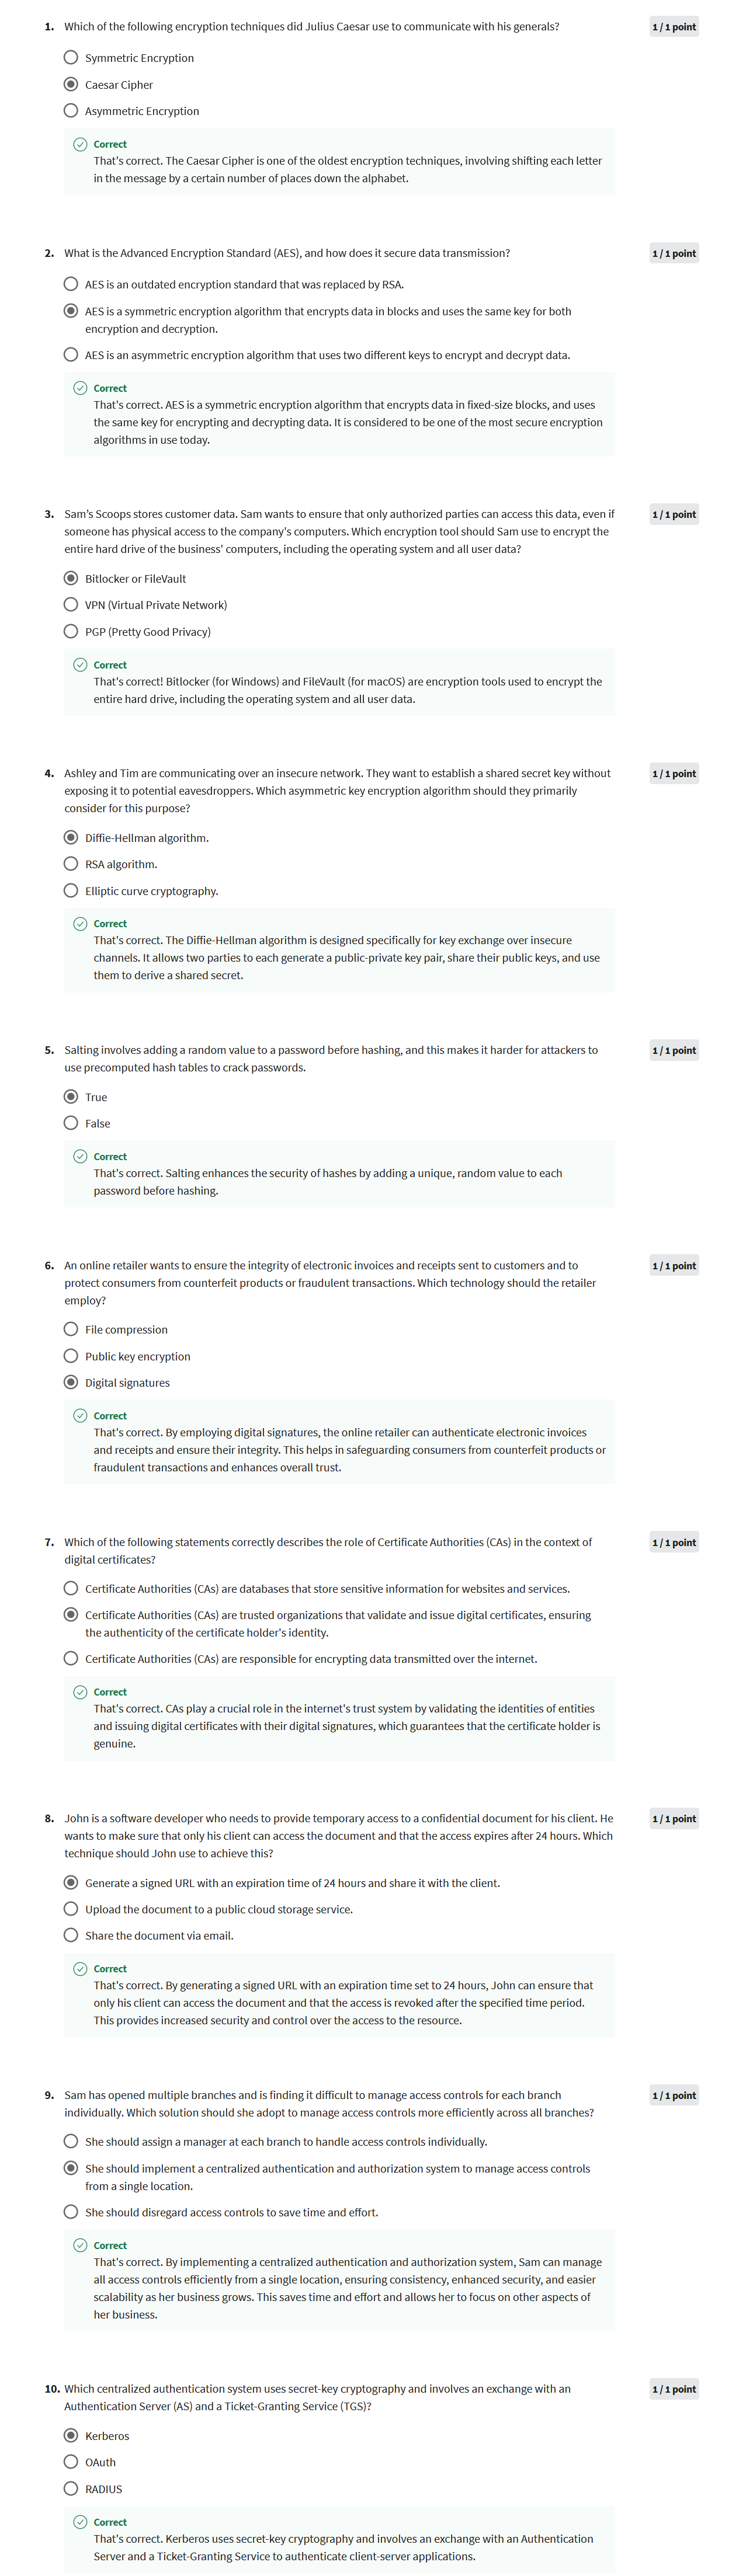 1. Which of the following encryption techniques did Julius Caesar use to communicate with his generals?
1 / 1 point
Symmetric Encryption
Caesar Cipher
Asymmetric Encryption
Correct
That's correct. The Caesar Cipher is one of the oldest encryption techniques, involving shifting each letter
in the message by a certain number of places down the alphabet.
2. What is the Advanced Encryption Standard (AES), and how does it secure data transmission?
1 / 1 point
AES is an outdated encryption standard that was replaced by RSA.
AES is a symmetric encryption algorithm that encrypts data in blocks and uses the same key for both
encryption and decryption.
AES is an asymmetric encryption algorithm that uses two different keys to encrypt and decrypt data.
Correct
That's correct. AES is a symmetric encryption algorithm that encrypts data in fixed-size blocks, and uses
the same key for encrypting and decrypting data. It is considered to be one of the most secure encryption
algorithms in use today.
3. Sam’s Scoops stores customer data. Sam wants to ensure that only authorized parties can access this data, even if
1 / 1 point
someone has physical access to the company's computers. Which encryption tool should Sam use to encrypt the
entire hard drive of the business' computers, including the operating system and all user data?
Bitlocker or FileVault
VPN (Virtual Private Network)
PGP (Pretty Good Privacy)
Correct
That's correct! Bitlocker (for Windows) and FileVault (for macOS) are encryption tools used to encrypt the
entire hard drive, including the operating system and all user data.
4. Ashley and Tim are communicating over an insecure network. They want to establish a shared secret key without
1 / 1 point
exposing it to potential eavesdroppers. Which asymmetric key encryption algorithm should they primarily
consider for this purpose?
Diffie-Hellman algorithm.
RSA algorithm.
Elliptic curve cryptography.
Correct
That's correct. The Diffie-Hellman algorithm is designed specifically for key exchange over insecure
channels. It allows two parties to each generate a public-private key pair, share their public keys, and use
them to derive a shared secret.
5. Salting involves adding a random value to a password before hashing, and this makes it harder for attackers to
1 / 1 point
use precomputed hash tables to crack passwords.
True
False
Correct
That's correct. Salting enhances the security of hashes by adding a unique, random value to each
password before hashing.
6. An online retailer wants to ensure the integrity of electronic invoices and receipts sent to customers and to
1 / 1 point
protect consumers from counterfeit products or fraudulent transactions. Which technology should the retailer
employ?
File compression
Public key encryption
Digital signatures
Correct
That's correct. By employing digital signatures, the online retailer can authenticate electronic invoices
and receipts and ensure their integrity. This helps in safeguarding consumers from counterfeit products or
fraudulent transactions and enhances overall trust.
7. Which of the following statements correctly describes the role of Certificate Authorities (CAs) in the context of
1 / 1 point
digital certificates?
Certificate Authorities (CAs) are databases that store sensitive information for websites and services.
Certificate Authorities (CAs) are trusted organizations that validate and issue digital certificates, ensuring
the authenticity of the certificate holder's identity.
Certificate Authorities (CAs) are responsible for encrypting data transmitted over the internet.
Correct
That's correct. CAs play a crucial role in the internet's trust system by validating the identities of entities
and issuing digital certificates with their digital signatures, which guarantees that the certificate holder is
genuine.
8. John is a software developer who needs to provide temporary access to a confidential document for his client. He
1 / 1 point
wants to make sure that only his client can access the document and that the access expires after 24 hours. Which
technique should John use to achieve this?
Generate a signed URL with an expiration time of 24 hours and share it with the client.
Upload the document to a public cloud storage service.
Share the document via email.
Correct
That's correct. By generating a signed URL with an expiration time set to 24 hours, John can ensure that
only his client can access the document and that the access is revoked after the specified time period.
This provides increased security and control over the access to the resource.
9. Sam has opened multiple branches and is finding it difficult to manage access controls for each branch
1 / 1 point
individually. Which solution should she adopt to manage access controls more efficiently across all branches?
She should assign a manager at each branch to handle access controls individually.
She should implement a centralized authentication and authorization system to manage access controls
from a single location.
She should disregard access controls to save time and effort.
Correct
That's correct. By implementing a centralized authentication and authorization system, Sam can manage
all access controls efficiently from a single location, ensuring consistency, enhanced security, and easier
scalability as her business grows. This saves time and effort and allows her to focus on other aspects of
her business.
10. Which centralized authentication system uses secret-key cryptography and involves an exchange with an
1 / 1 point
Authentication Server (AS) and a Ticket-Granting Service (TGS)?
Kerberos
OAuth
RADIUS
Correct
That's correct. Kerberos uses secret-key cryptography and involves an exchange with an Authentication
Server and a Ticket-Granting Service to authenticate client-server applications.